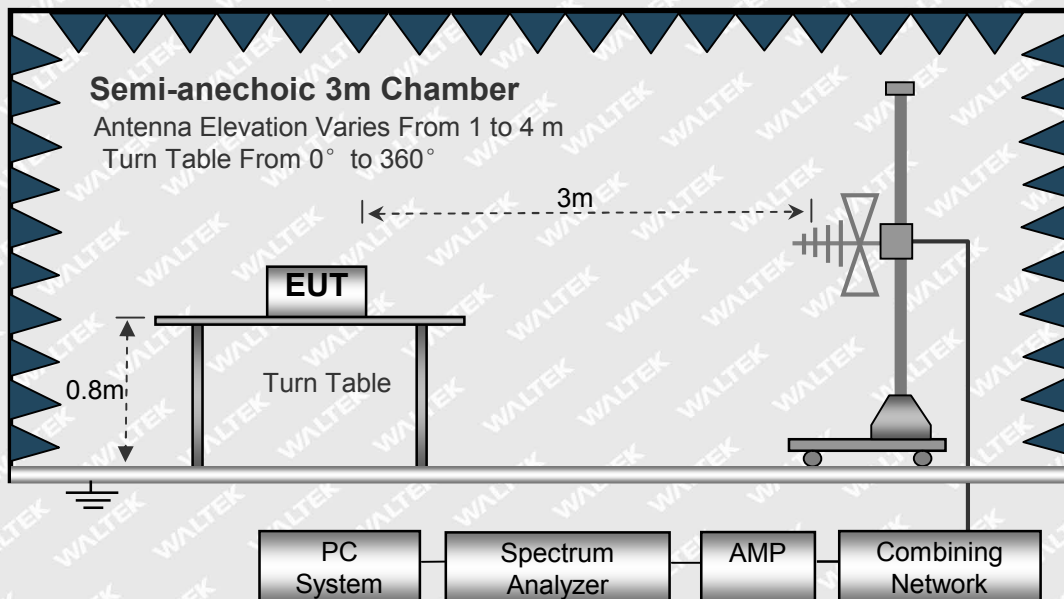 Semi-anechoic 3m Chamber
Antenna Elevation Varies From 1 to 4 m
Turn Table From 0° to 360°
3m
EUT
0.8m
Turn Table
PC
System
Spectrum
Analyzer
AMP
Combining
Network
WALTEK